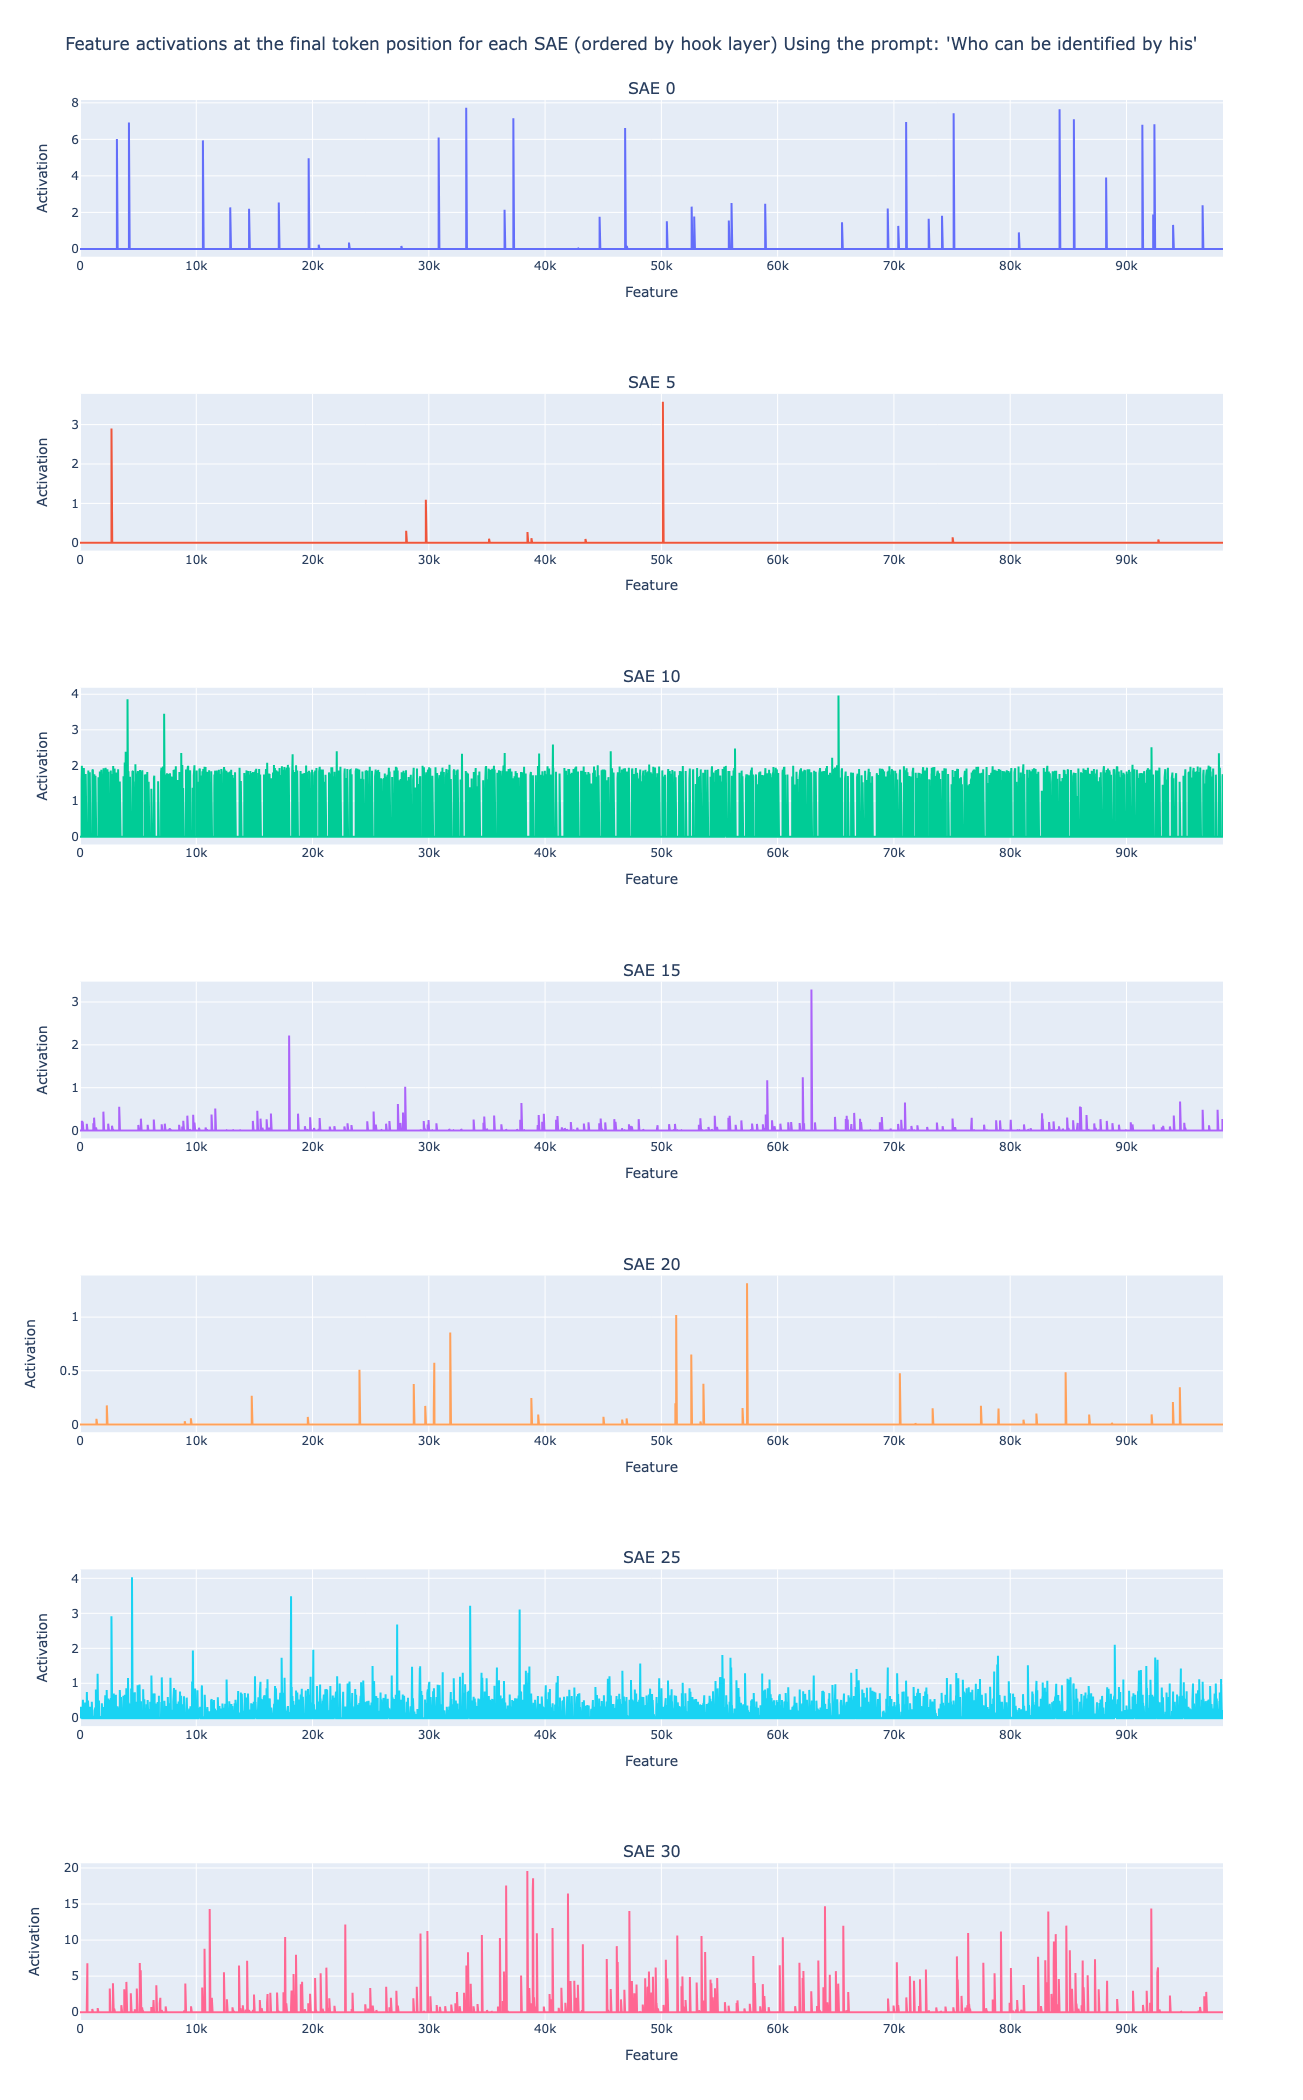 Feature activations at the final token position for each SAE (ordered by hook layer) Using the prompt: 'Who can be identified by his'
SAE 0
Activation
8
6
4
2
0
0 10k 20k 30k 40k 50k 60k 70k 80k 90k
Feature
SAE 5
Activation
3
2
1
0
0 10k 20k 30k 40k 50k 60k 70k 80k 90k
Feature
SAE 10
Activation
4
3
2
1
0
0 10k 20k 30k 40k 50k 60k 70k 80k 90k
Feature
SAE 15
Activation
3
2
1
0
0 10k 20k 30k 40k 50k 60k 70k 80k 90k
Feature
SAE 20
Activation
1
0.5
0
0 10k 20k 30k 40k 50k 60k 70k 80k 90k
Feature
SAE 25
Activation
4
3
2
1
0
0 10k 20k 30k 40k 50k 60k 70k 80k 90k
Feature
SAE 30
Activation
20
15
10
5
0
0 10k 20k 30k 40k 50k 60k 70k 80k 90k
Feature